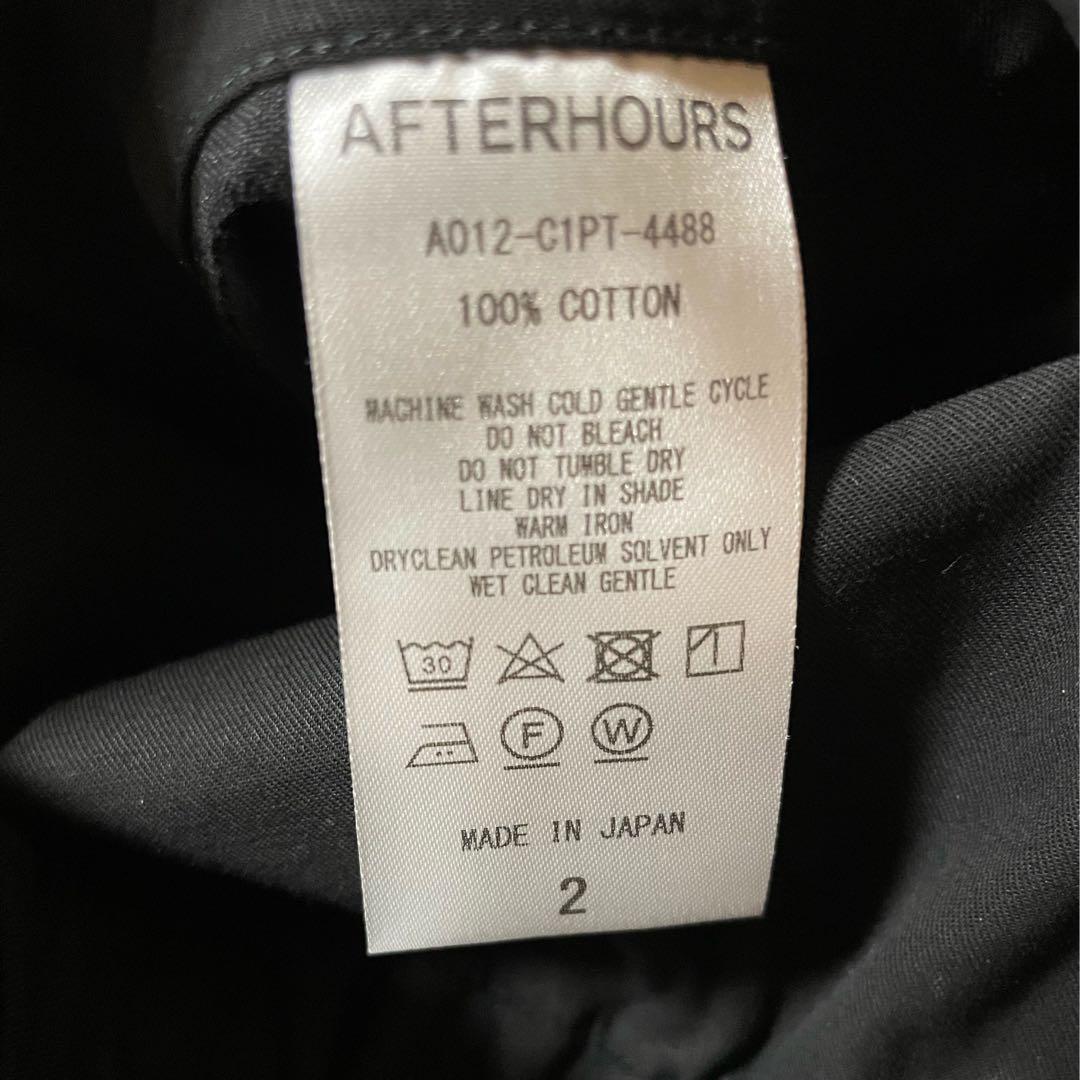 AFTERHOURS
A012-C1PT-4488
100% COTTON
MACHINE WASH COLD GENTLE CYCLE
DO NOT BLEACH
DO NOT TUMBLE DRY
LINE DRY IN SHADE
WARM IRON
DRYCLEAN PETROLEUM SOLVENT ONLY
WET CLEAN GENTLE
30
F W
MADE IN JAPAN
2